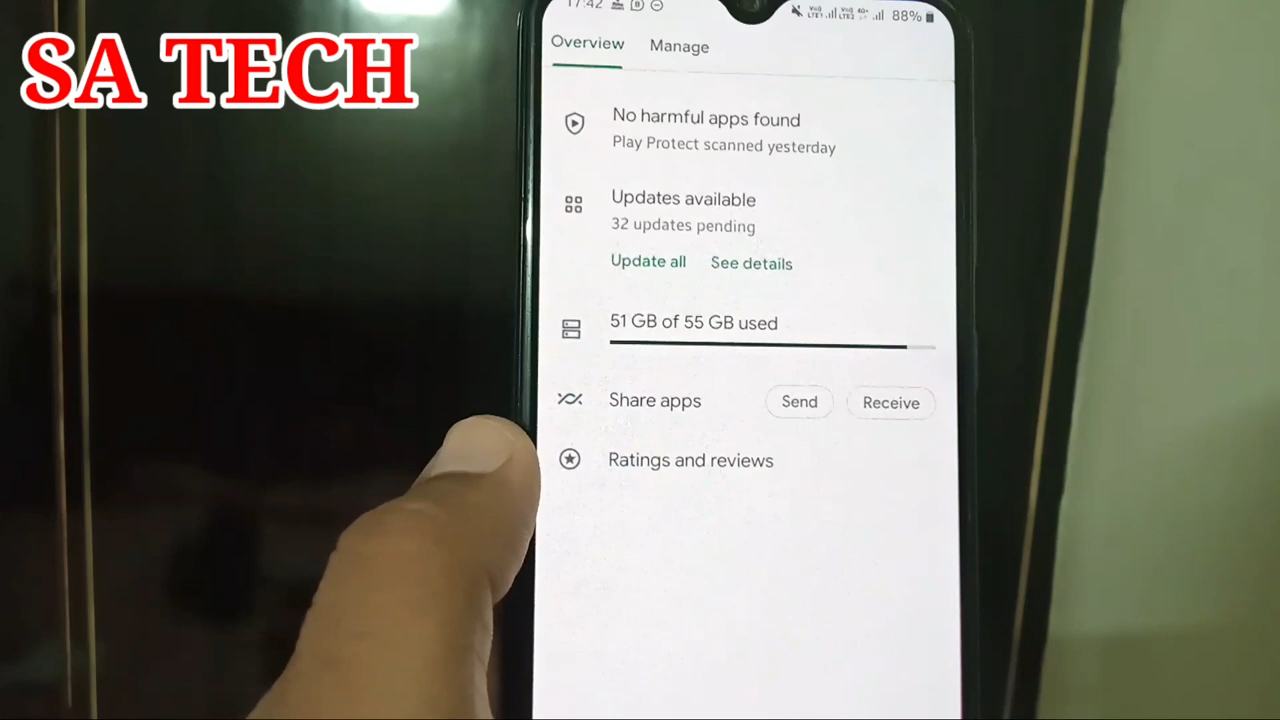 SA TECH
17:42
88%
Overview Manage
No harmful apps found
Play Protect scanned yesterday
Updates available
32 updates pending
Update all See details
51 GB of 55 GB used
Share apps Send Receive
Ratings and reviews